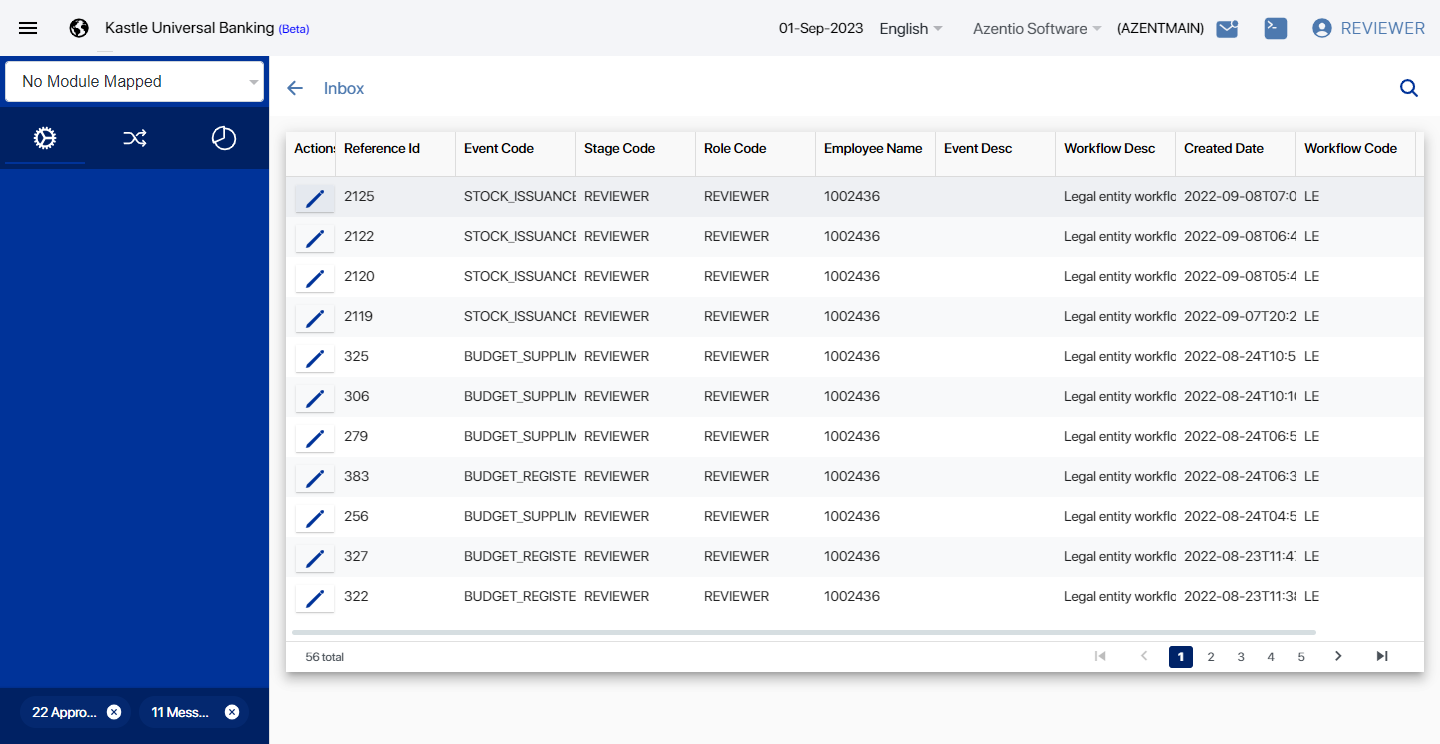 Kastle Universal Banking (Beta) 01-Sep-2023 English Azentio Software (AZENTMAIN) REVIEWER
No Module Mapped
Inbox
Actions Reference Id Event Code Stage Code Role Code Employee Name Event Desc Workflow Desc Created Date Workflow Code
2125 STOCK_ISSUANCE REVIEWER REVIEWER 1002436 Legal entity workflo 2022-09-08T07:0 LE
2122 STOCK_ISSUANCE REVIEWER REVIEWER 1002436 Legal entity workflo 2022-09-08T06:4 LE
2120 STOCK_ISSUANCE REVIEWER REVIEWER 1002436 Legal entity workflo 2022-09-08T05:4 LE
2119 STOCK_ISSUANCE REVIEWER REVIEWER 1002436 Legal entity workflo 2022-09-07T20:2 LE
325 BUDGET_SUPPLIM REVIEWER REVIEWER 1002436 Legal entity workflo 2022-08-24T10:5 LE
306 BUDGET_SUPPLIM REVIEWER REVIEWER 1002436 Legal entity workflo 2022-08-24T10:10 LE
279 BUDGET_SUPPLIM REVIEWER REVIEWER 1002436 Legal entity workflo 2022-08-24T06:5 LE
383 BUDGET_REGISTE REVIEWER REVIEWER 1002436 Legal entity workflo 2022-08-24T06:3 LE
256 BUDGET_SUPPLIM REVIEWER REVIEWER 1002436 Legal entity workflo 2022-08-24T04:5 LE
327 BUDGET_REGISTE REVIEWER REVIEWER 1002436 Legal entity workflo 2022-08-23T11:47 LE
322 BUDGET_REGISTE REVIEWER REVIEWER 1002436 Legal entity workflo 2022-08-23T11:38 LE
56 total 1 2 3 4 5
22 Appro... 11 Mess...